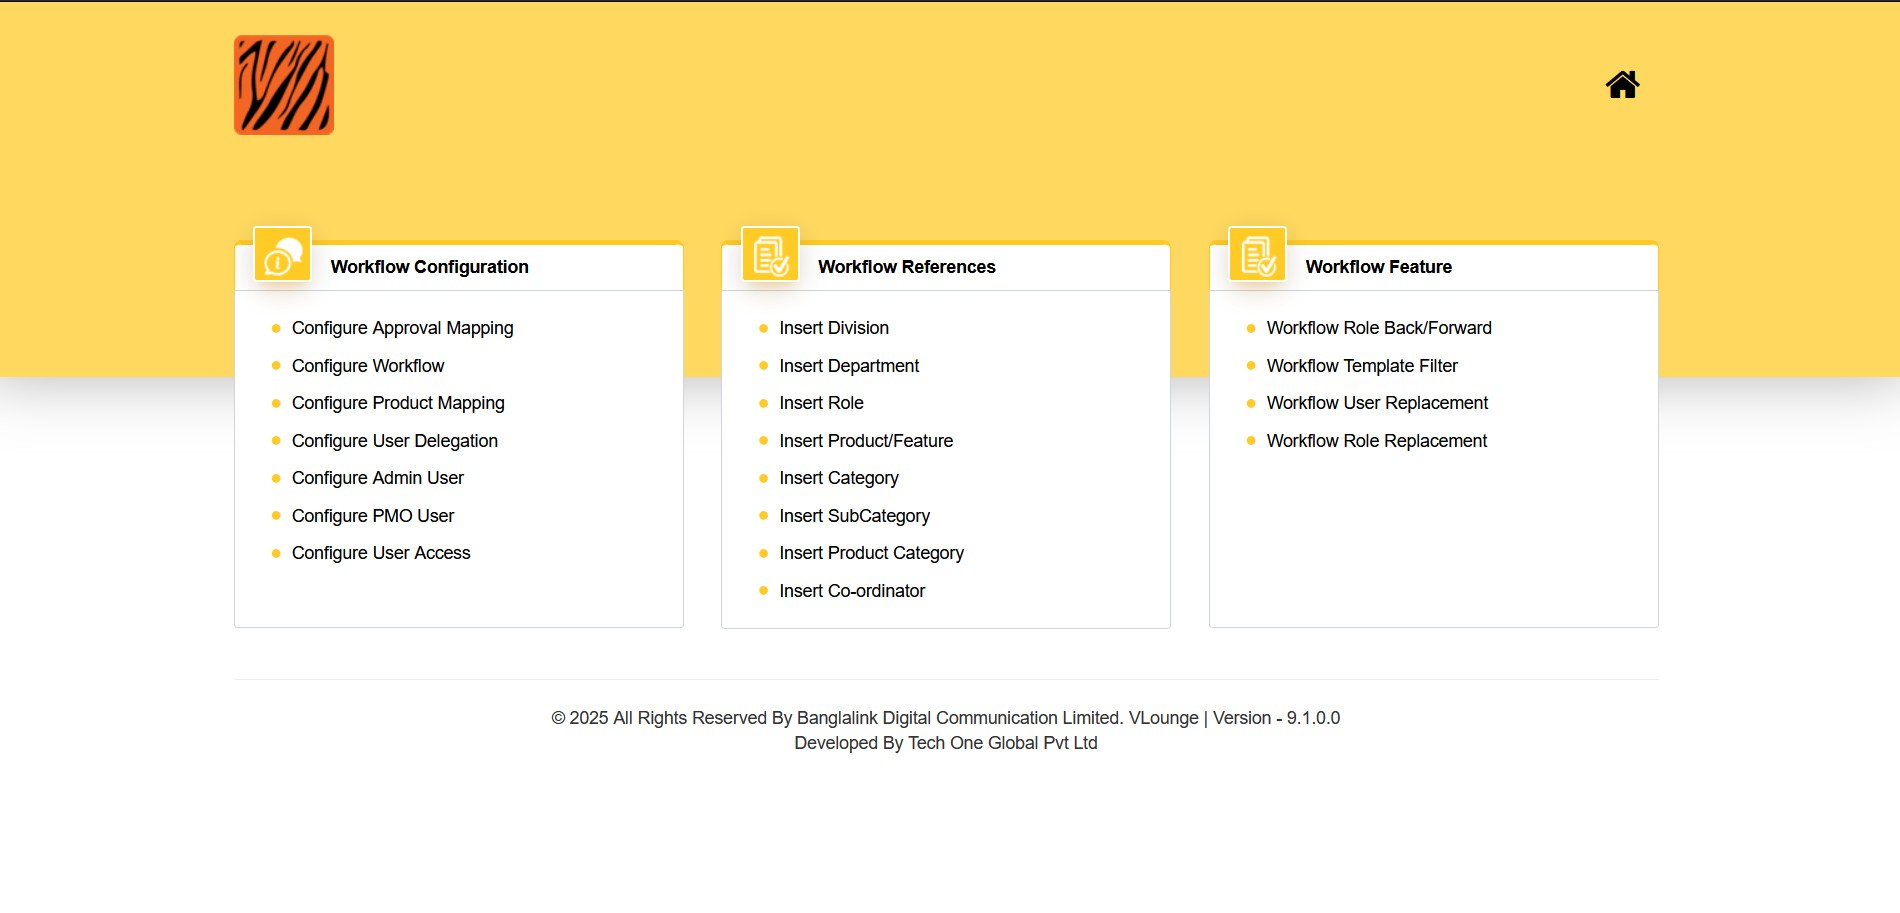 Workflow Configuration
Configure Approval Mapping
Configure Workflow
Configure Product Mapping
Configure User Delegation
Configure Admin User
Configure PMO User
Configure User Access
Workflow References
Insert Division
Insert Department
Insert Role
Insert Product/Feature
Insert Category
Insert SubCategory
Insert Product Category
Insert Co-ordinator
Workflow Feature
Workflow Role Back/Forward
Workflow Template Filter
Workflow User Replacement
Workflow Role Replacement
© 2025 All Rights Reserved By Banglalink Digital Communication Limited. VLounge | Version - 9.1.0.0
Developed By Tech One Global Pvt Ltd